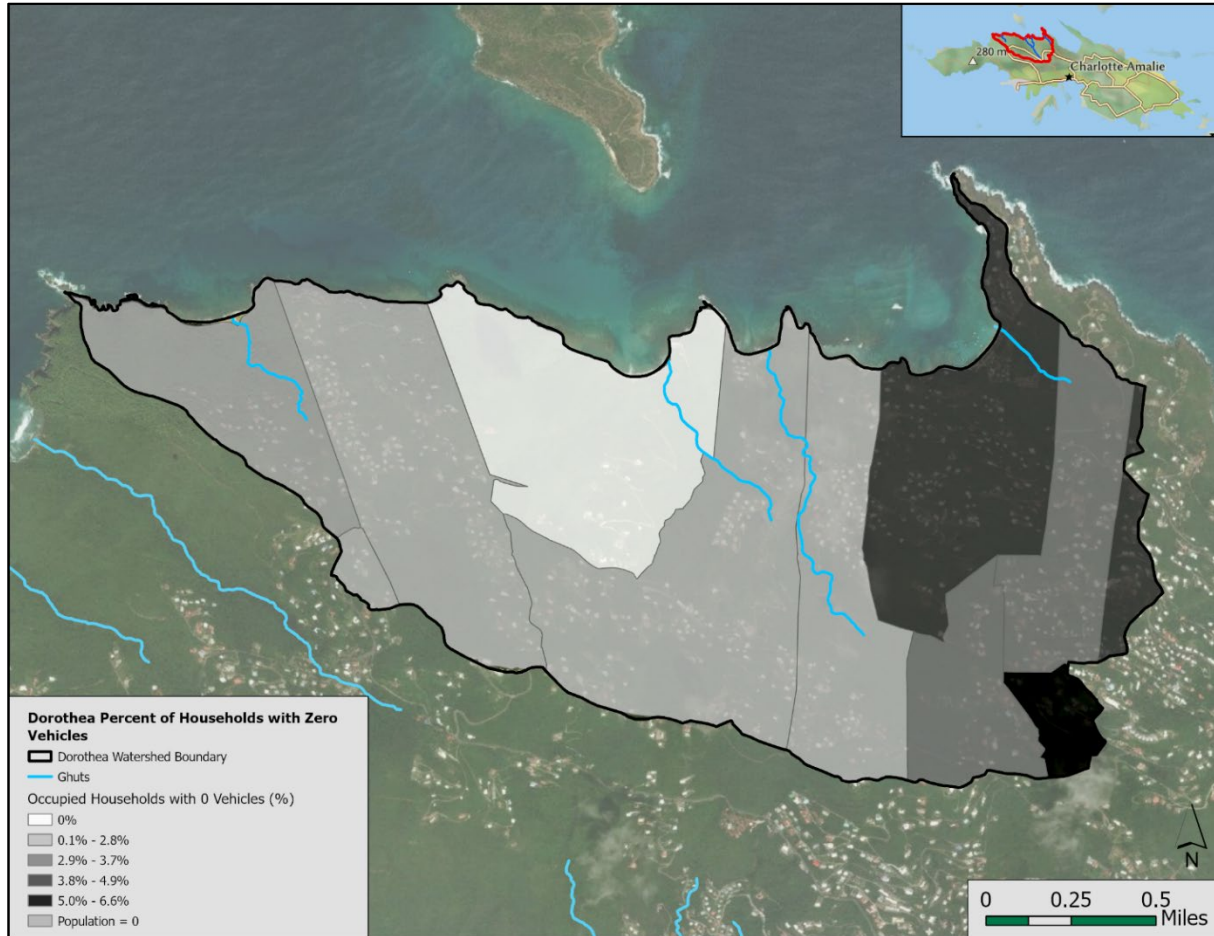 280 m
Charlotte Amalie
Dorothea Percent of Households with Zero
Vehicles
Dorothea Watershed Boundary
Ghuts
Occupied Households with 0 Vehicles (%)
0%
0.1% - 2.8%
2.9% - 3.7%
3.8% - 4.9%
5.0% - 6.6%
Population = 0
N
0 0.25 0.5
Miles